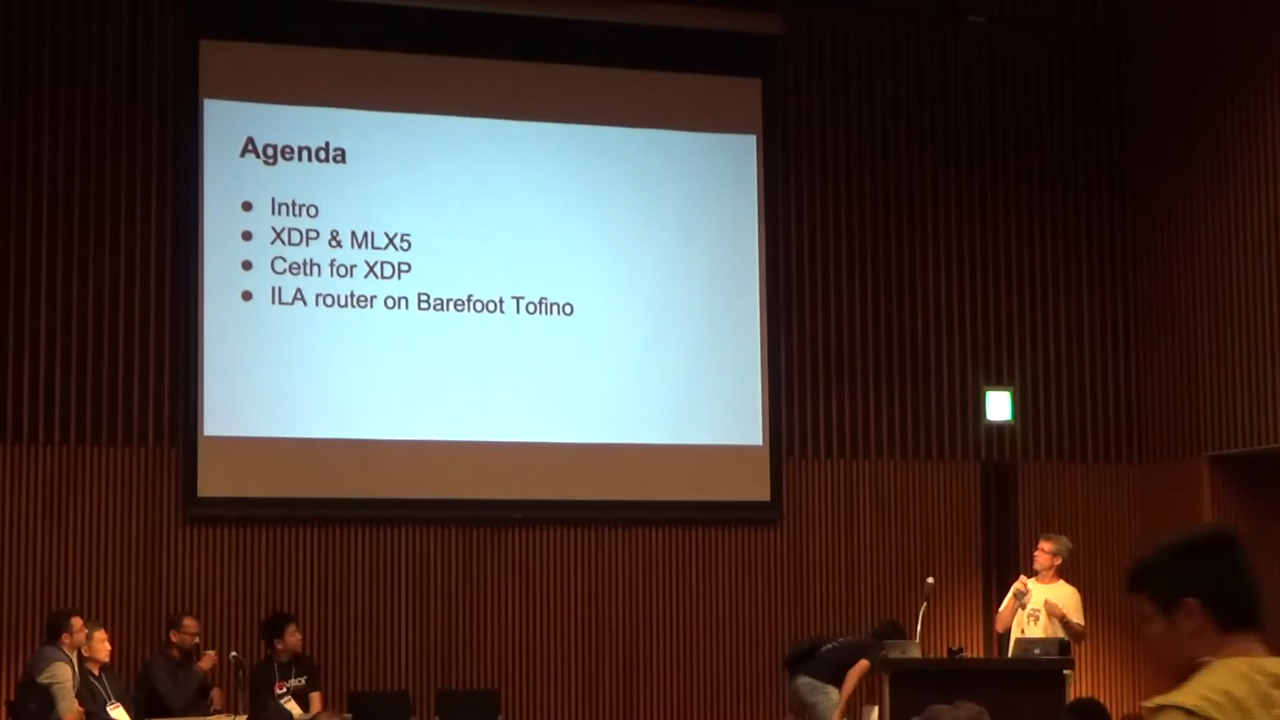 Agenda
● Intro
● XDP & MLX5
● Ceth for XDP
● ILA router on Barefoot Tofino